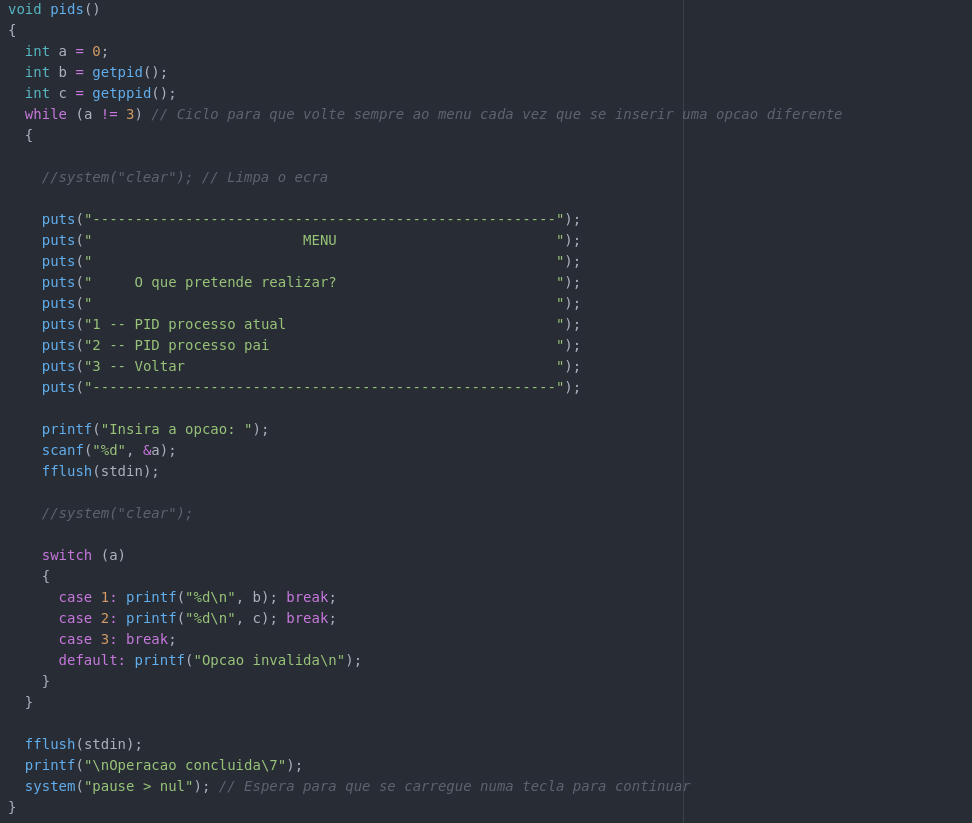 void pids()
{
  int a = 0;
  int b = getpid();
  int c = getppid();
  while (a != 3) // Ciclo para que volte sempre ao menu cada vez que se inserir uma opcao diferente
  {

    //system("clear"); // Limpa o ecra

    puts("-------------------------------------------------------");
    puts("                         MENU                          ");
    puts("                                                       ");
    puts("     O que pretende realizar?                          ");
    puts("                                                       ");
    puts("1 -- PID processo atual                                ");
    puts("2 -- PID processo pai                                  ");
    puts("3 -- Voltar                                            ");
    puts("-------------------------------------------------------");

    printf("Insira a opcao: ");
    scanf("%d", &a);
    fflush(stdin);

    //system("clear");

    switch (a)
    {
      case 1: printf("%d\n", b); break;
      case 2: printf("%d\n", c); break;
      case 3: break;
      default: printf("Opcao invalida\n");
    }
  }

  fflush(stdin);
  printf("\nOperacao concluida\7");
  system("pause > nul"); // Espera para que se carregue numa tecla para continuar
}